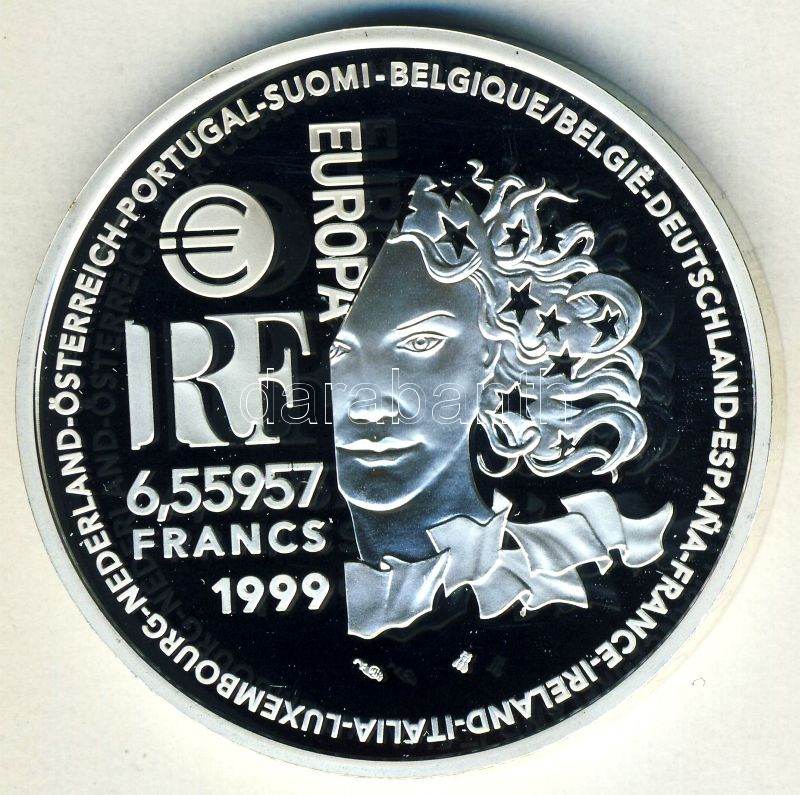 BELGIQUE/BELGIË-DEUTSCHLAND-ESPAÑA-FRANCE-IRELAND-ITALIA-LUXEMBOURG-NEDERLAND-ÖSTERREICH-PORTUGAL-SUOMI-
EUROPA
€
RF
6,55957
FRANCS
1999
darabanth